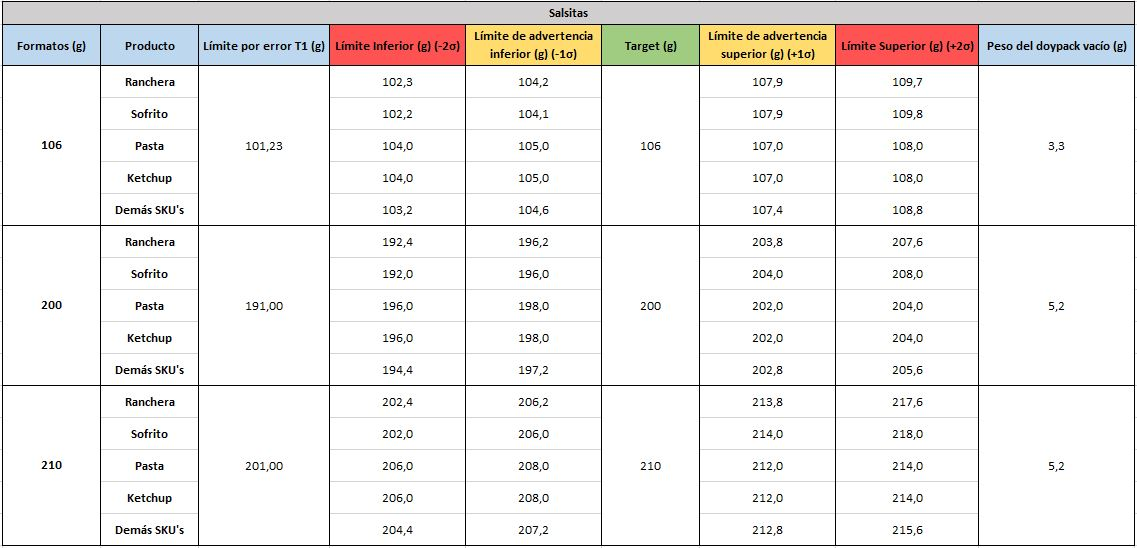 Salsitas
Formatos (g) Producto Límite por error T1 (g) Límite Inferior (g) (-2σ) Límite de advertencia inferior (g) (-1σ) Target (g) Límite de advertencia superior (g) (+1σ) Límite Superior (g) (+2σ) Peso del doypack vacío (g)
106 Ranchera 101,23 102,3 104,2 106 107,9 109,7 3,3
Sofrito 102,2 104,1 107,9 109,8
Pasta 104,0 105,0 107,0 108,0
Ketchup 104,0 105,0 107,0 108,0
Demás SKU's 103,2 104,6 107,4 108,8
200 Ranchera 191,00 192,4 196,2 200 203,8 207,6 5,2
Sofrito 192,0 196,0 204,0 208,0
Pasta 196,0 198,0 202,0 204,0
Ketchup 196,0 198,0 202,0 204,0
Demás SKU's 194,4 197,2 202,8 205,6
210 Ranchera 201,00 202,4 206,2 210 213,8 217,6 5,2
Sofrito 202,0 206,0 214,0 218,0
Pasta 206,0 208,0 212,0 214,0
Ketchup 206,0 208,0 212,0 214,0
Demás SKU's 204,4 207,2 212,8 215,6